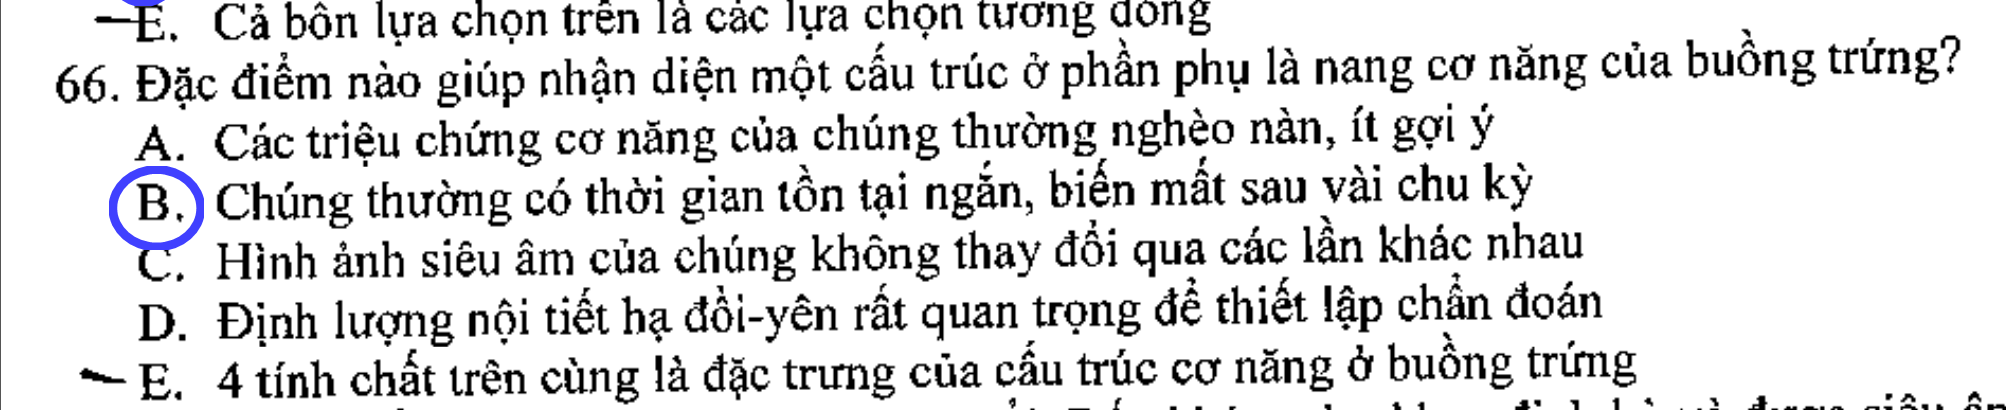 E. Cả bốn lựa chọn trên là các lựa chọn tương đồng
66. Đặc điểm nào giúp nhận diện một cấu trúc ở phần phụ là nang cơ năng của buồng trứng?
A. Các triệu chứng cơ năng của chúng thường nghèo nàn, ít gợi ý
B. Chúng thường có thời gian tồn tại ngắn, biến mất sau vài chu kỳ
C. Hình ảnh siêu âm của chúng không thay đổi qua các lần khác nhau
D. Định lượng nội tiết hạ đồi-yên rất quan trọng để thiết lập chẩn đoán
E. 4 tính chất trên cùng là đặc trưng của cấu trúc cơ năng ở buồng trứng